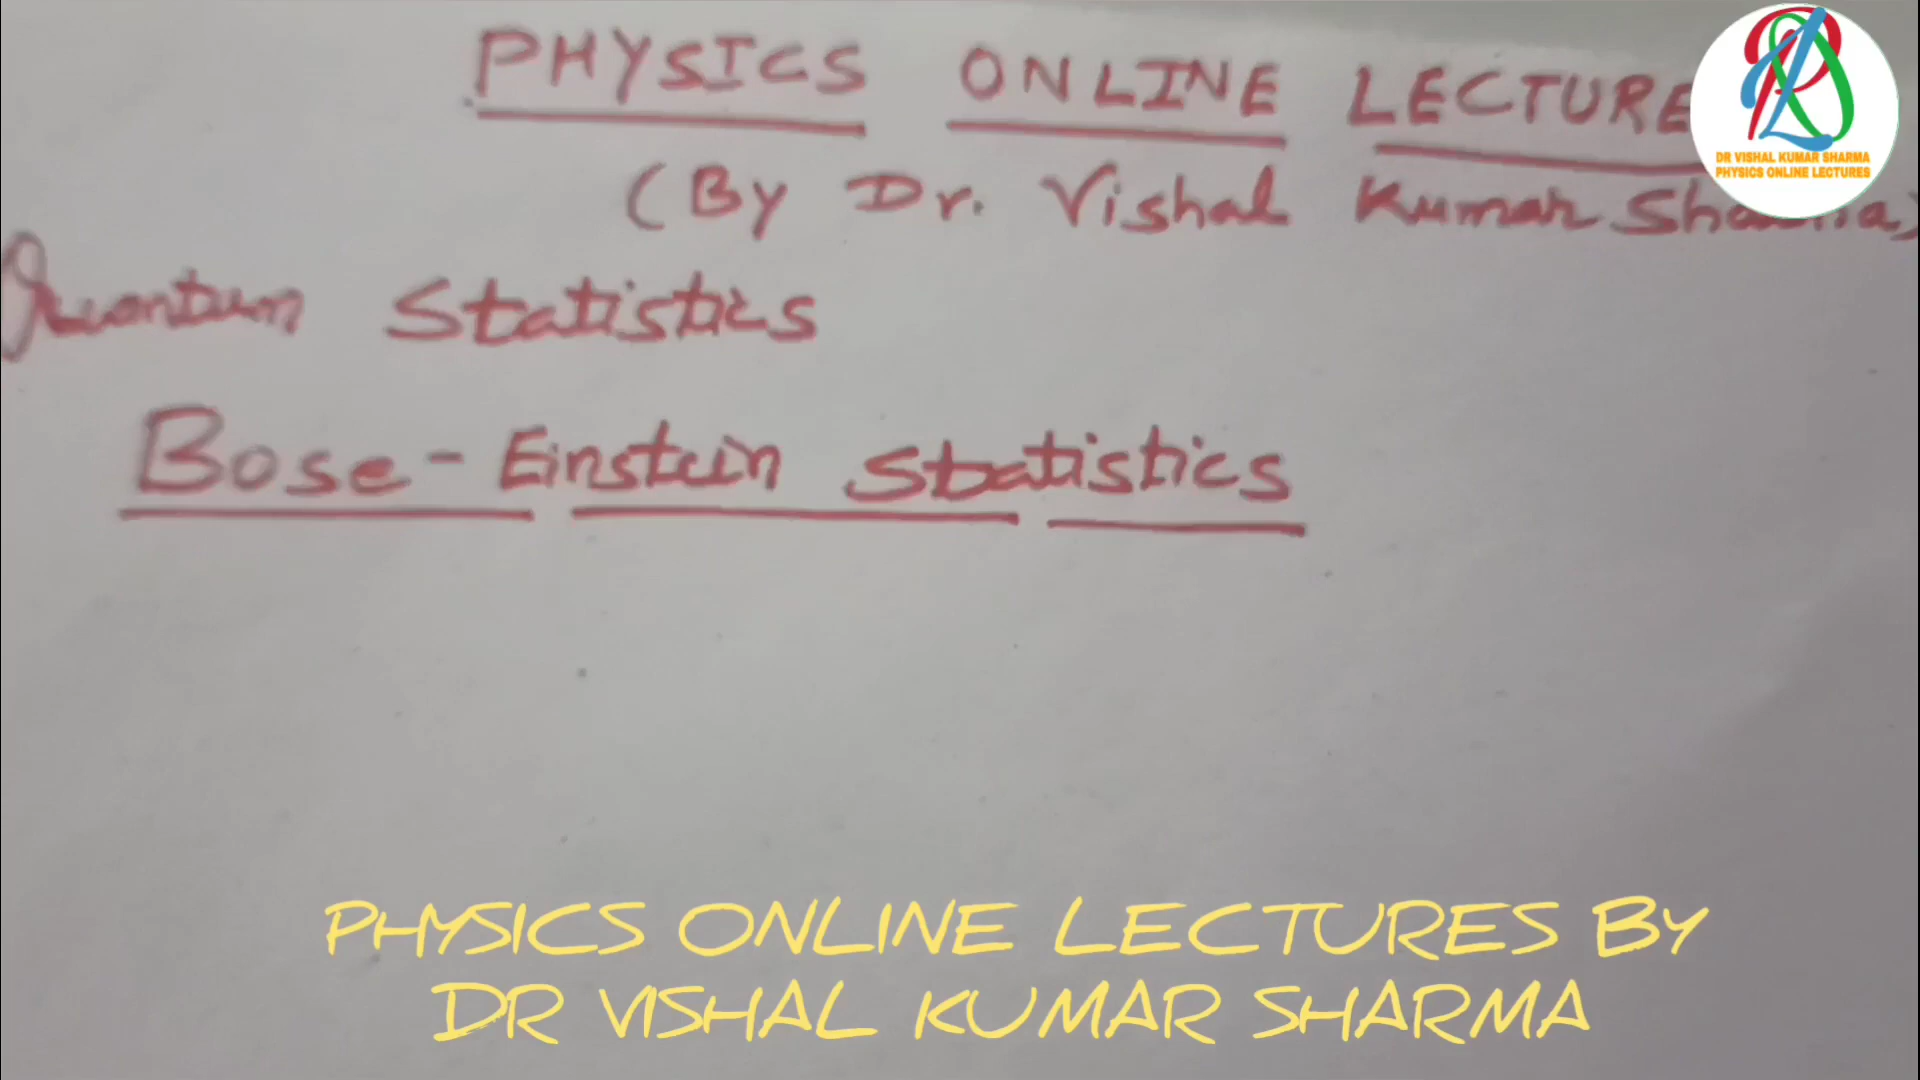 PHYSICS ONLINE LECTURE
DR VISHAL KUMAR SHARMA
PHYSICS ONLINE LECTURES
(By Dr. Vishal Kumar Sharma)
Quantum Statistics
Bose-Einstein Statistics
PHYSICS ONLINE LECTURES BY
DR VISHAL KUMAR SHARMA